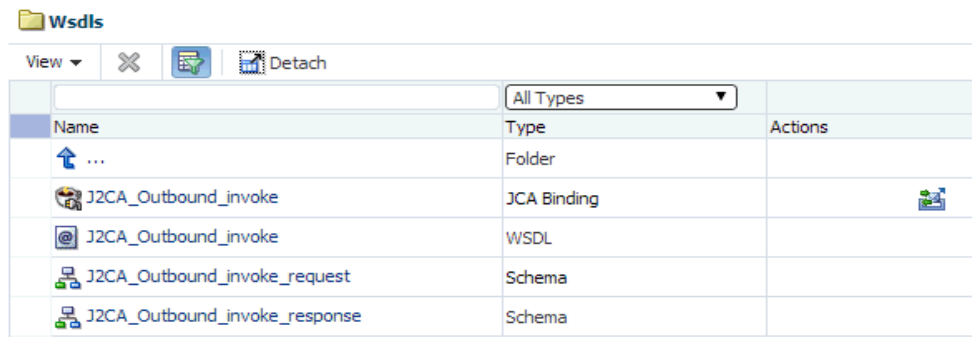 Wsdls
View Detach
All Types
Name Type Actions
... Folder
J2CA_Outbound_invoke JCA Binding
J2CA_Outbound_invoke WSDL
J2CA_Outbound_invoke_request Schema
J2CA_Outbound_invoke_response Schema